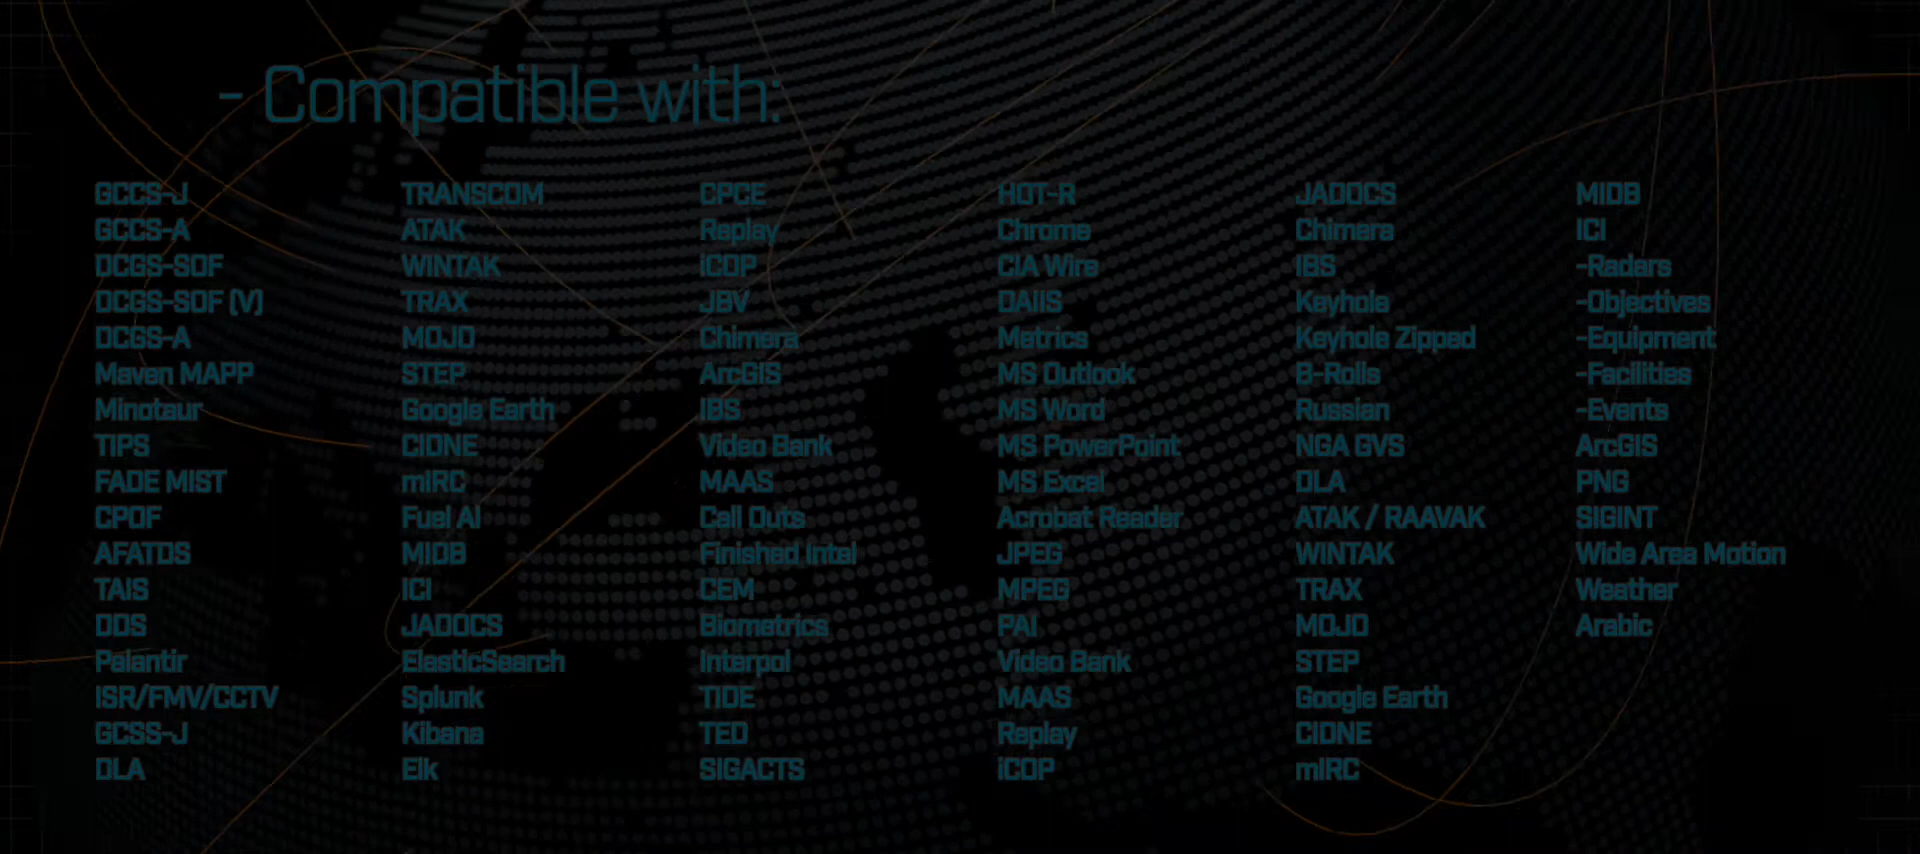 - Compatible with:
GCCS-J
GCCS-A
DCGS-SOF
DCGS-SOF (V)
DCGS-A
Maven MAPP
Minotaur
TIPS
FADE MIST
CPOF
AFATDS
TAIS
DDS
Palantir
ISR/FMV/CCTV
GCSS-J
DLA
TRANSCOM
ATAK
WINTAK
TRAX
MOJO
STEP
Google Earth
CIDNE
mIRC
Fuel AI
MIDB
ICI
JADOCS
ElasticSearch
Splunk
Kibana
Elk
CPCE
Replay
iCOP
JBV
Chimera
ArcGIS
IBS
Video Bank
MAAS
Call Outs
Finished Intel
CEM
Biometrics
Interpol
TIDE
TED
SIGACTS
HOT-R
Chrome
CIA Wire
DAIIS
Metrics
MS Outlook
MS Word
MS PowerPoint
MS Excel
Acrobat Reader
JPEG
MPEG
PAI
Video Bank
MAAS
Replay
iCOP
JADOCS
Chimera
IBS
Keyhole
Keyhole Zipped
B-Rolls
Russian
NGA GVS
DLA
ATAK / RAAVAK
WINTAK
TRAX
MOJO
STEP
Google Earth
CIDNE
mIRC
MIDB
ICI
-Radars
-Objectives
-Equipment
-Facilities
-Events
ArcGIS
PNG
SIGINT
Wide Area Motion
Weather
Arabic